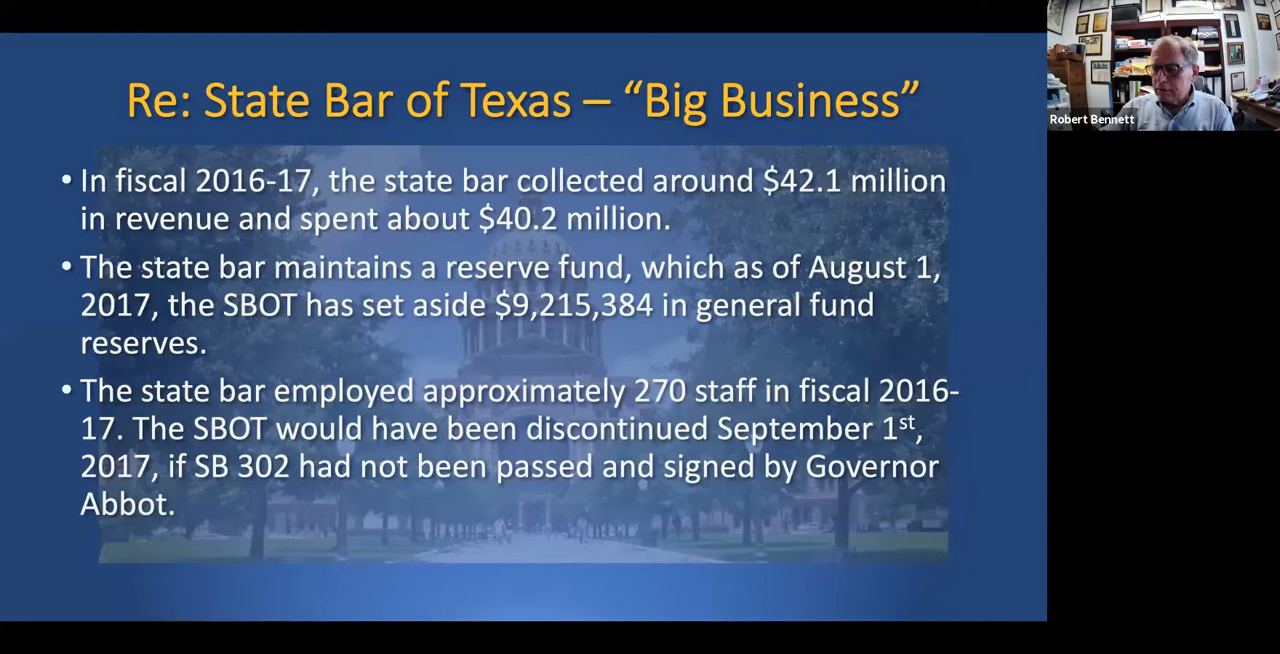 Re: State Bar of Texas – “Big Business”
• In fiscal 2016-17, the state bar collected around $42.1 million
in revenue and spent about $40.2 million.
• The state bar maintains a reserve fund, which as of August 1,
2017, the SBOT has set aside $9,215,384 in general fund
reserves.
• The state bar employed approximately 270 staff in fiscal 2016-
17. The SBOT would have been discontinued September 1st,
2017, if SB 302 had not been passed and signed by Governor
Abbot.
Robert Bennett